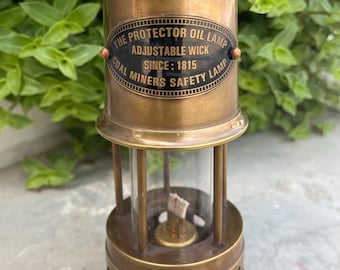 THE PROTECTOR OIL LAMP
ADJUSTABLE WICK
SINCE : 1815
COAL MINERS SAFETY LAMP